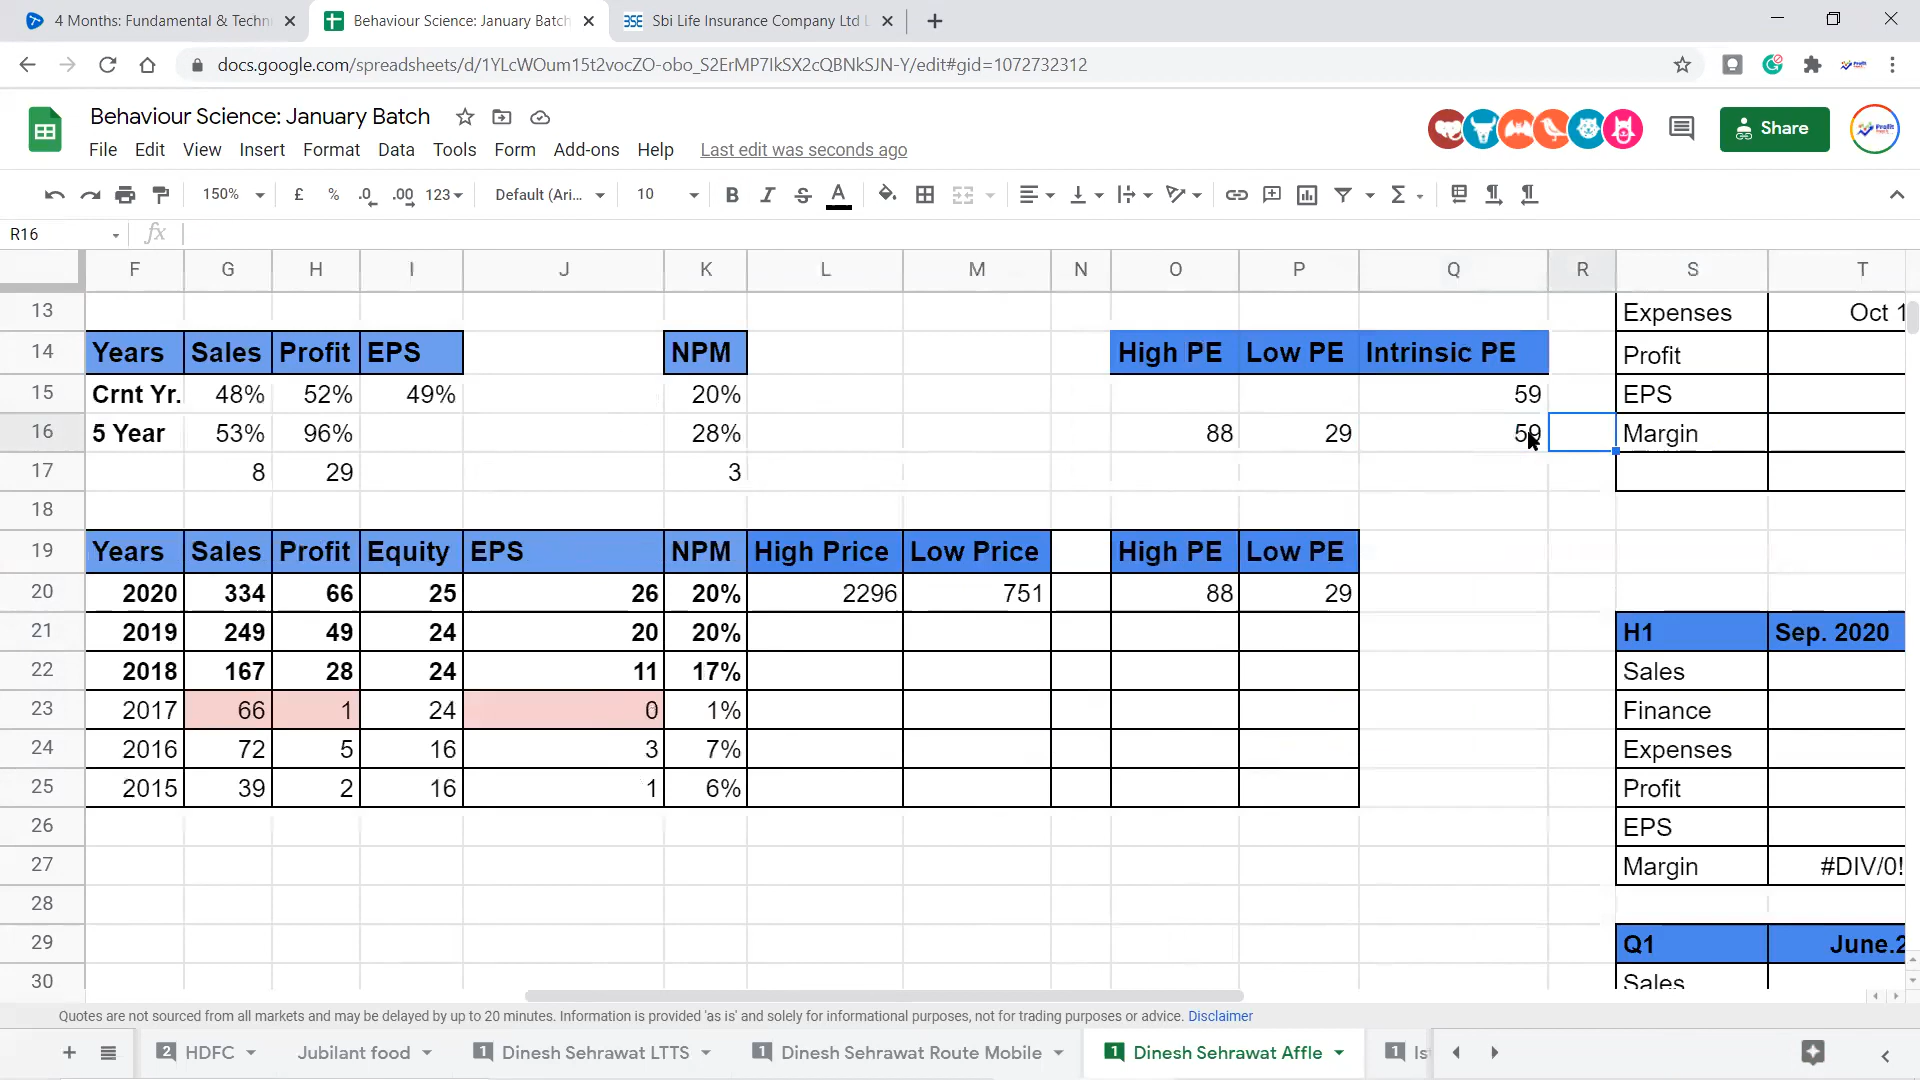 4 Months: Fundamental & Techn
Behaviour Science: January Batch
Sbi Life Insurance Company Ltd L
docs.google.com/spreadsheets/d/1YLcWOum15t2vocZO-obo_S2ErMP7IkSX2cQBNkSJN-Y/edit#gid=1072732312
Behaviour Science: January Batch
File Edit View Insert Format Data Tools Form Add-ons Help Last edit was seconds ago
Share
150% £ % .0 .00 123 Default (Ari... 10 B I S A
R16 fx
F G H I J K L M N O P Q R S T
13 Expenses Oct 1
14 Years Sales Profit EPS NPM High PE Low PE Intrinsic PE Profit
15 Crnt Yr. 48% 52% 49% 20% 59 EPS
16 5 Year 53% 96% 28% 88 29 59 Margin
17 8 29 3
18
19 Years Sales Profit Equity EPS NPM High Price Low Price High PE Low PE
20 2020 334 66 25 26 20% 2296 751 88 29
21 2019 249 49 24 20 20% H1 Sep. 2020
22 2018 167 28 24 11 17% Sales
23 2017 66 1 24 0 1% Finance
24 2016 72 5 16 3 7% Expenses
25 2015 39 2 16 1 6% Profit
26 EPS
27 Margin #DIV/0!
28
29 Q1 June.2
30 Sales
Quotes are not sourced from all markets and may be delayed by up to 20 minutes. Information is provided 'as is' and solely for informational purposes, not for trading purposes or advice. Disclaimer
2 HDFC Jubilant food 1 Dinesh Sehrawat LTTS 1 Dinesh Sehrawat Route Mobile 1 Dinesh Sehrawat Affle 1 Is